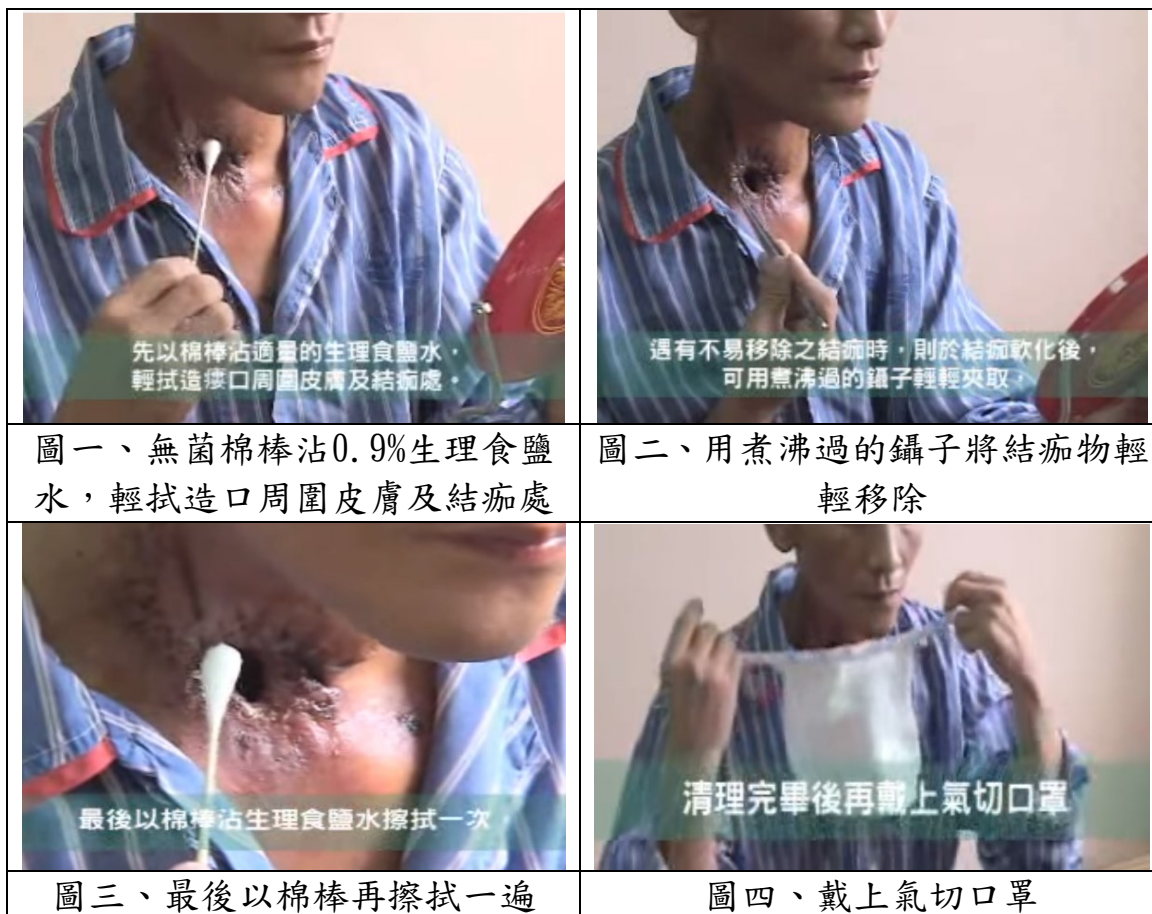 先以棉棒沾適量的生理食鹽水，
輕拭造瘻口周圍皮膚及結痂處。
遇有不易移除之結痂時，則於結痂軟化後，
可用煮沸過的鑷子輕輕夾取，
圖一、無菌棉棒沾0.9%生理食鹽
水，輕拭造口周圍皮膚及結痂處
圖二、用煮沸過的鑷子將結痂物輕
輕移除
最後以棉棒沾生理食鹽水擦拭一次，
清理完畢後再戴上氣切口罩
圖三、最後以棉棒再擦拭一遍
圖四、戴上氣切口罩